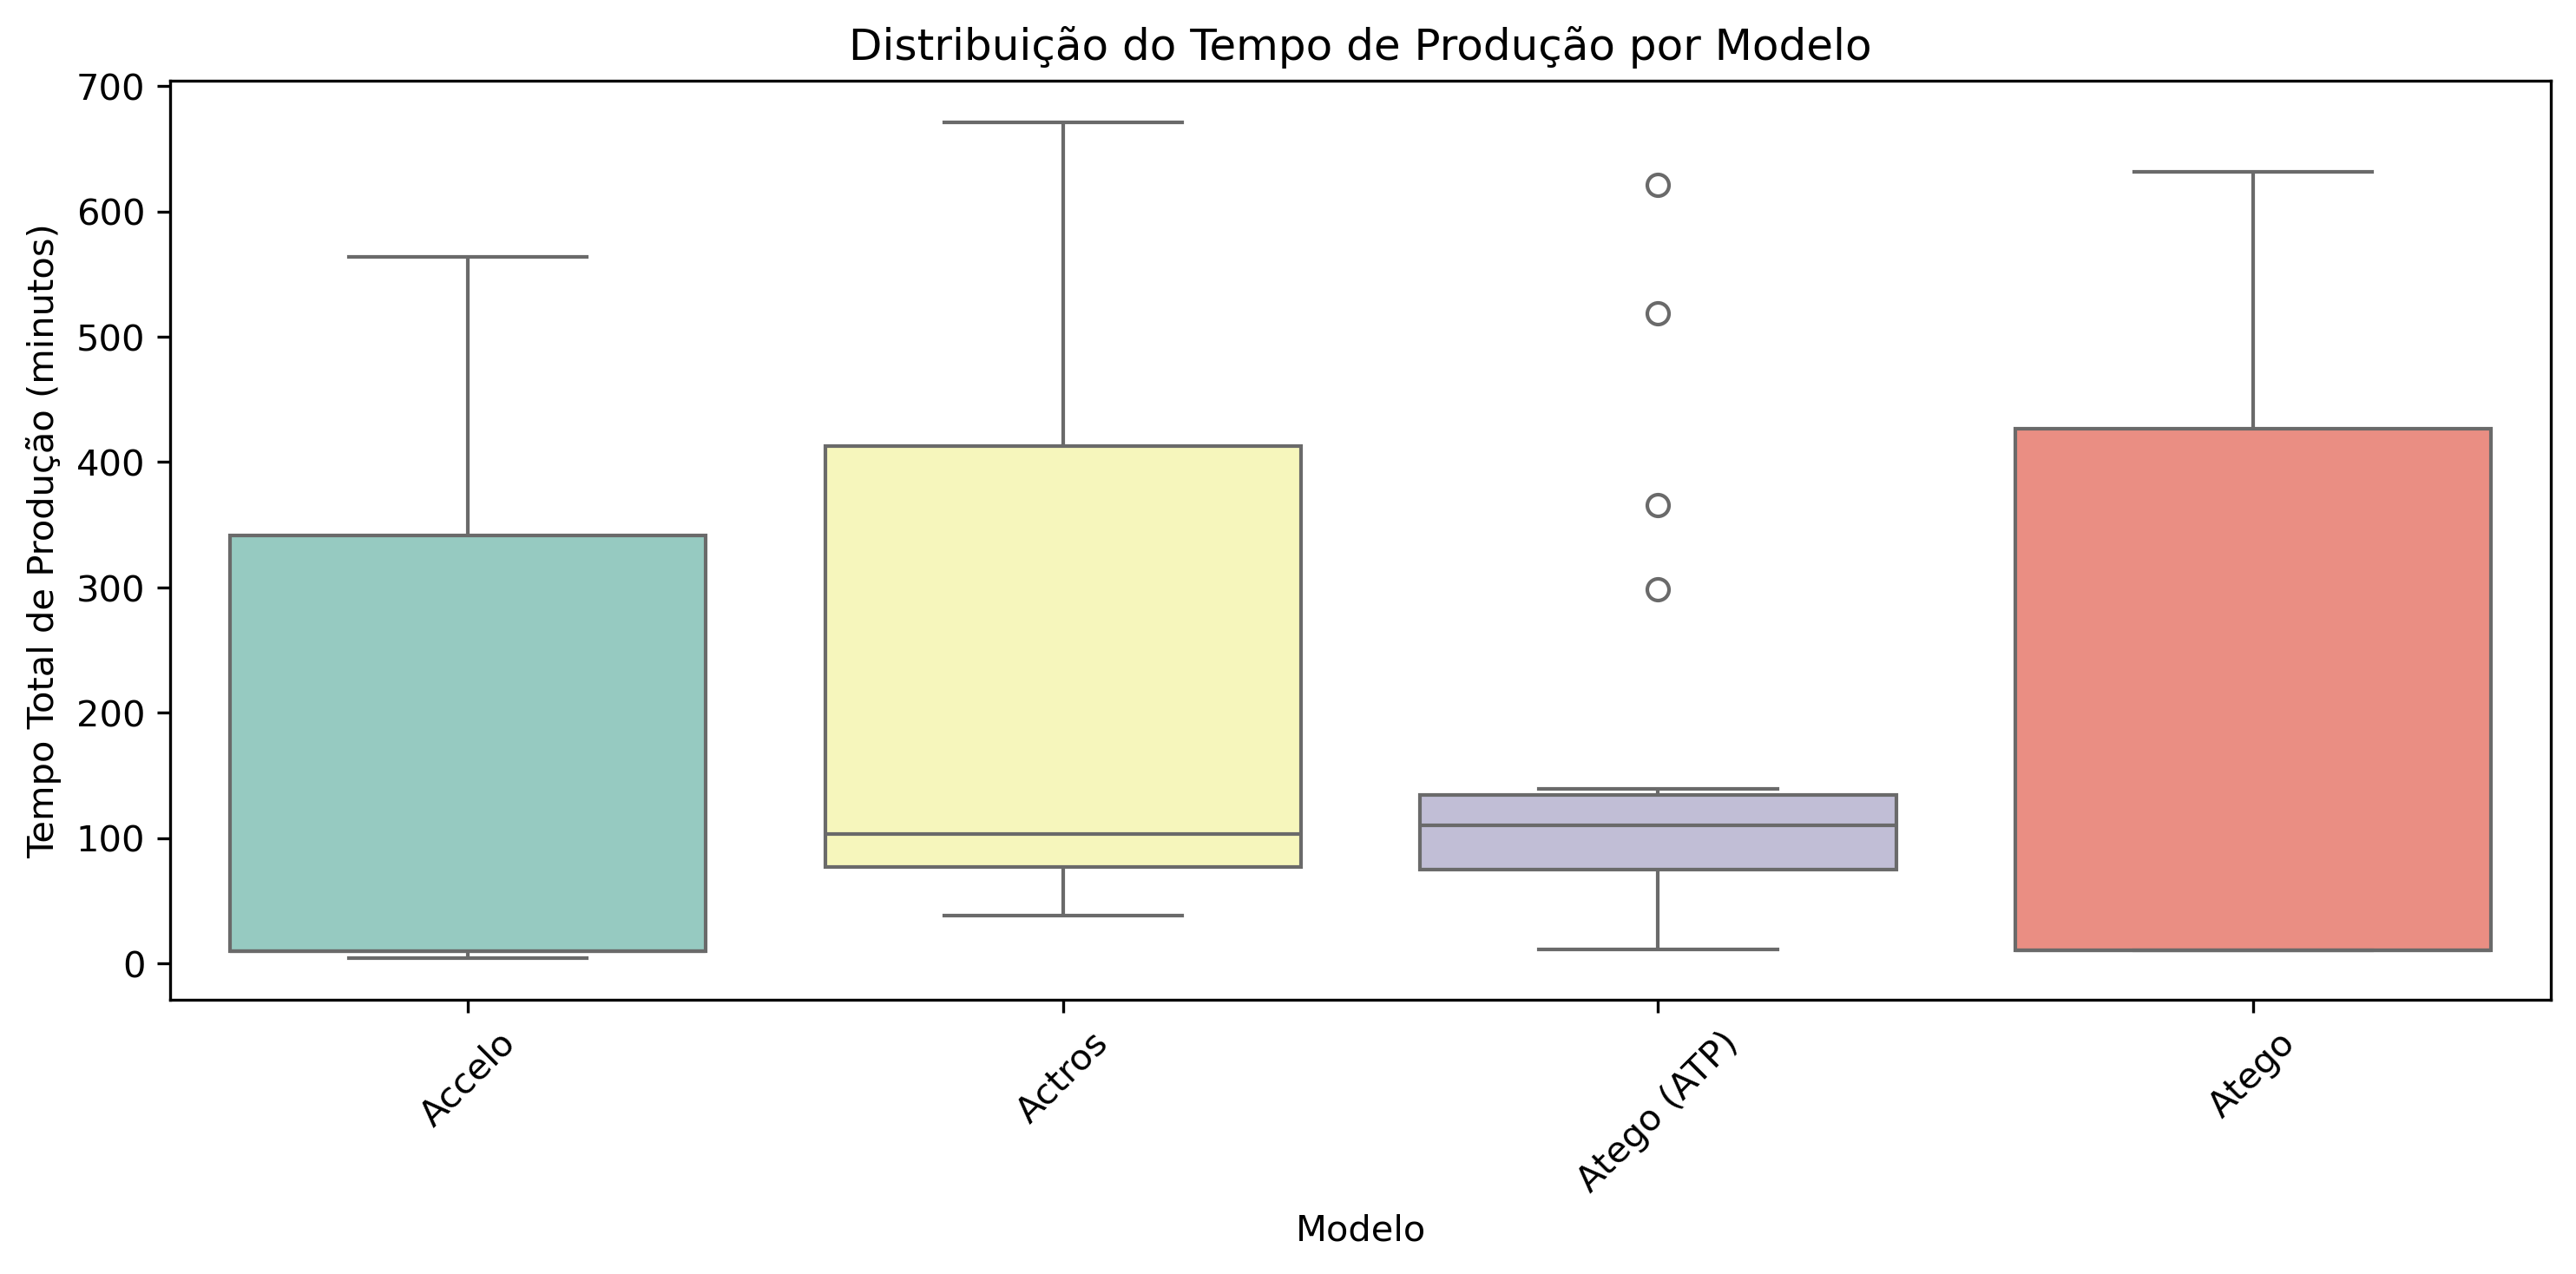 Distribuição do Tempo de Produção por Modelo
Tempo Total de Produção (minutos)
700
600
500
400
300
200
100
0
Accelo
Actros
Atego (ATP)
Atego
Modelo